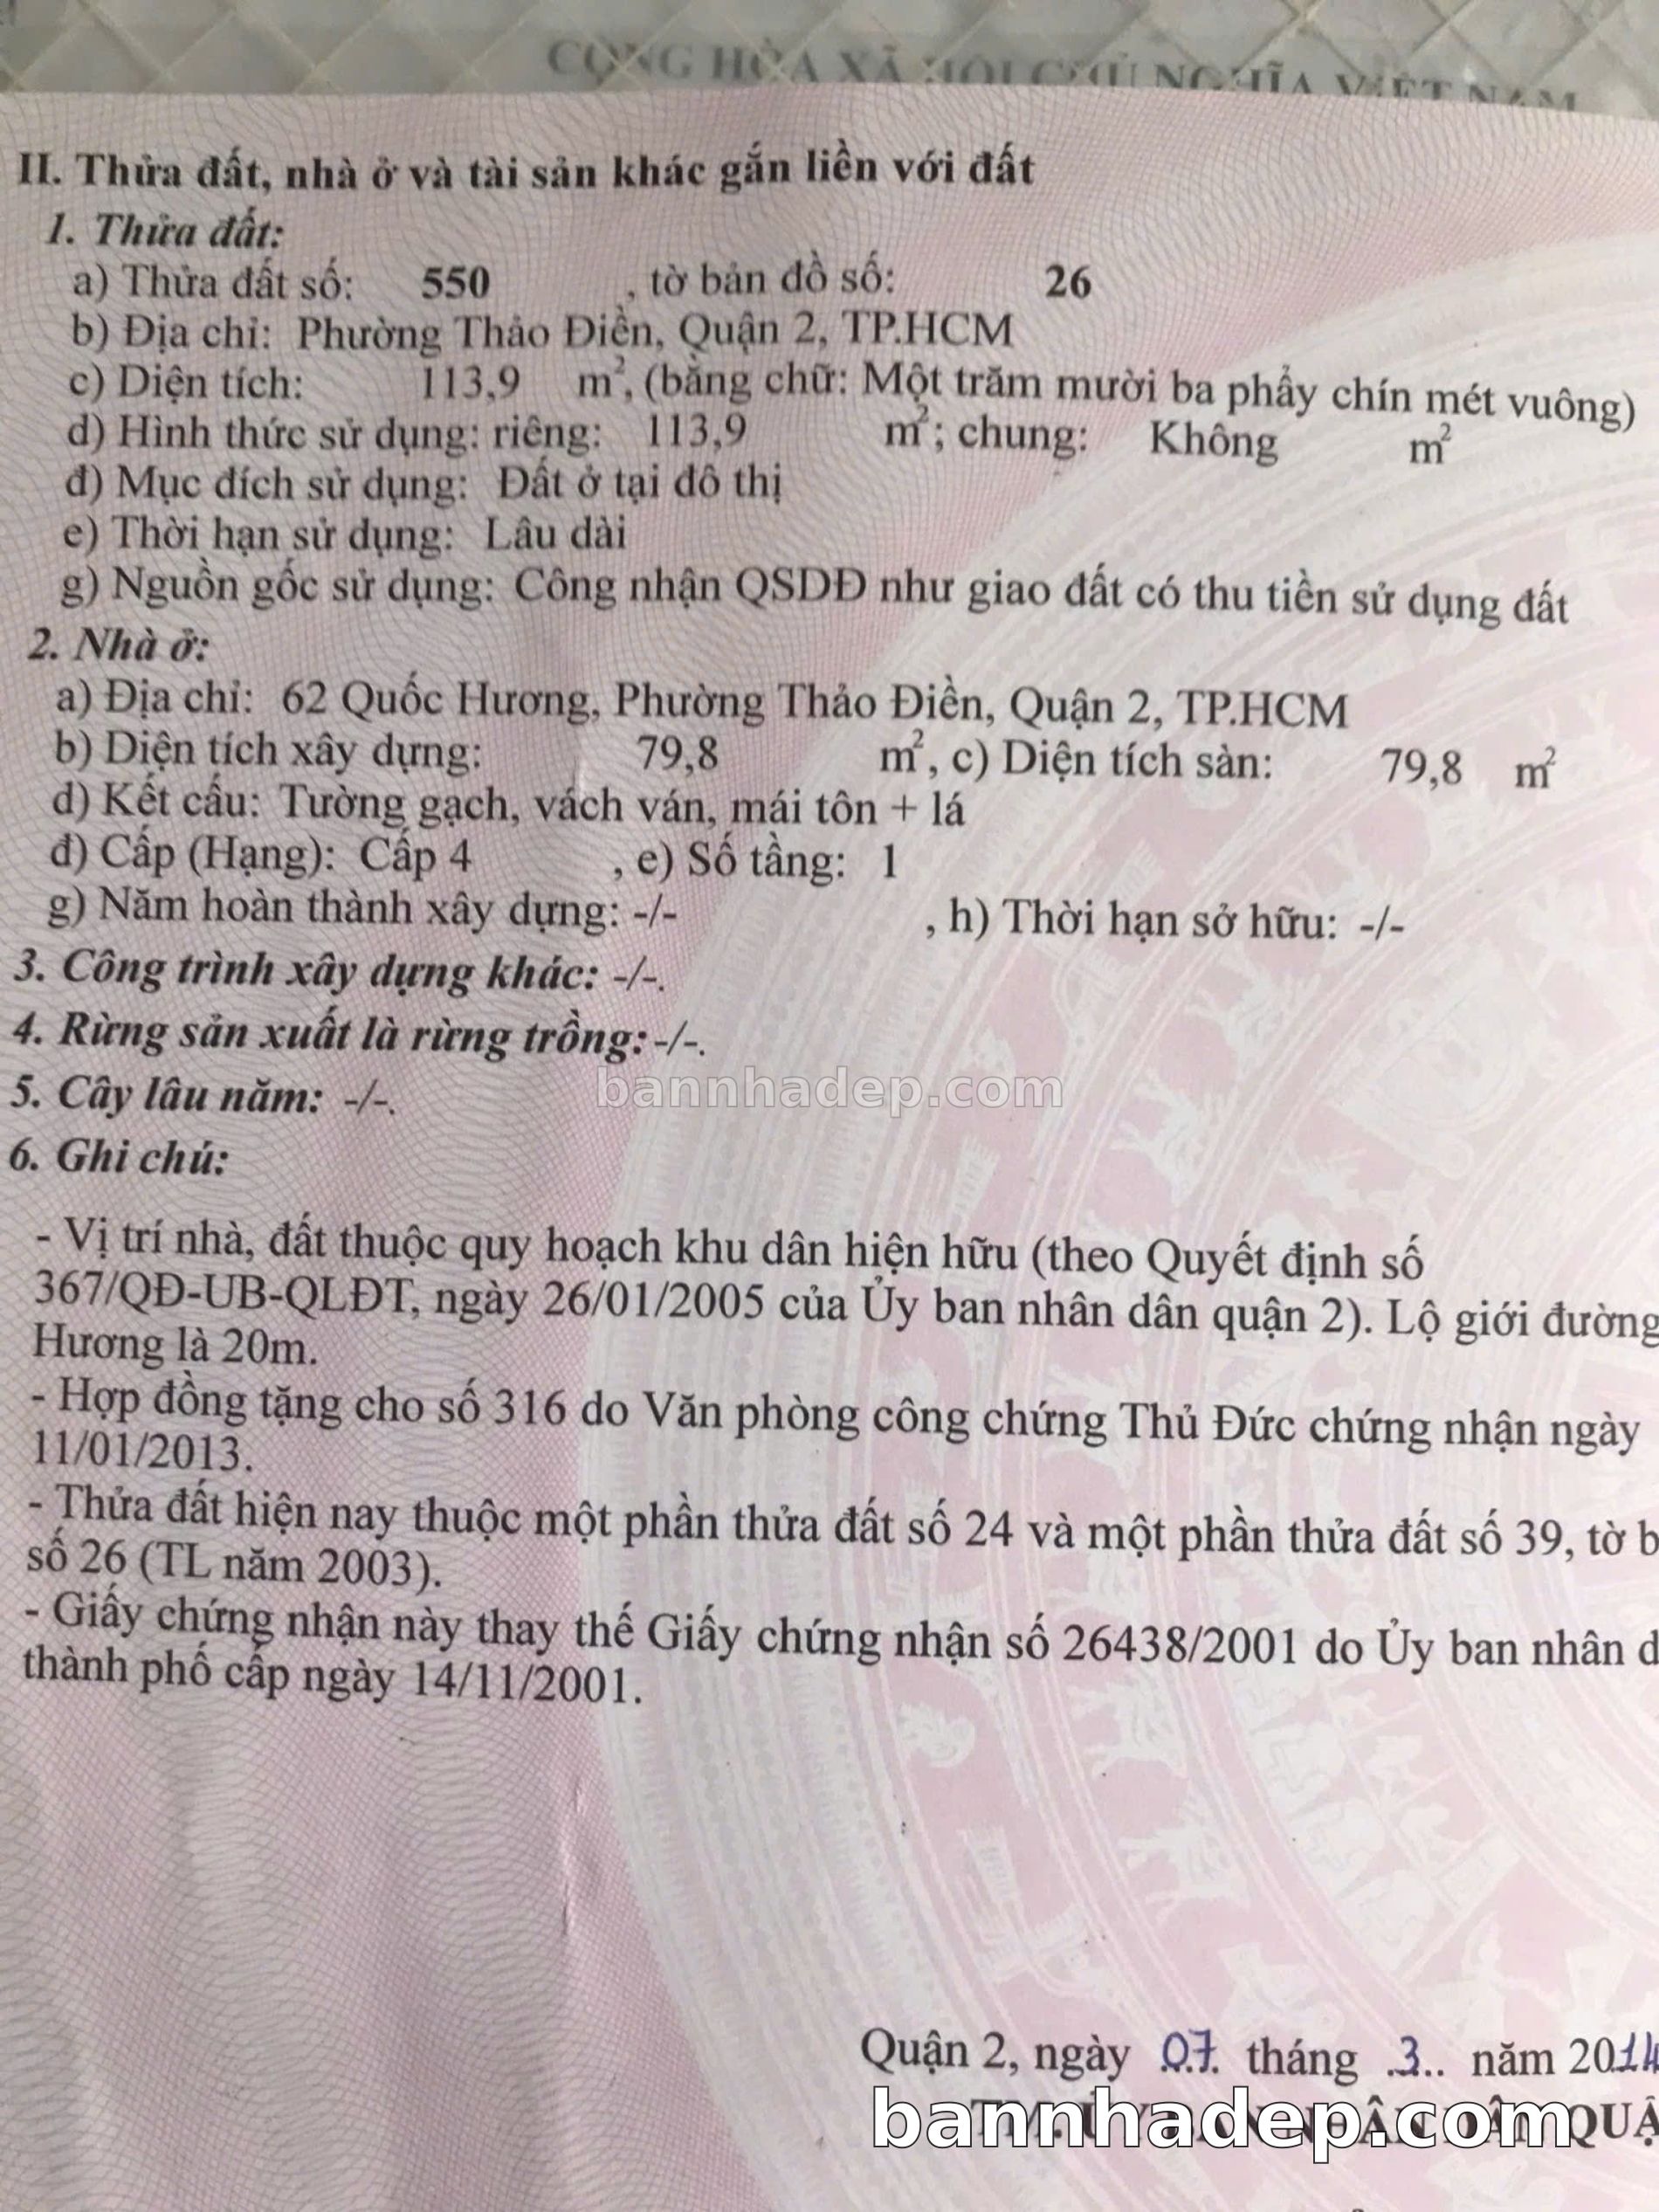 CỘNG HÒA XÃ HỘI CHỦ NGHĨA VIỆT NAM
II. Thửa đất, nhà ở và tài sản khác gắn liền với đất
1. Thửa đất:
a) Thửa đất số: 550 , tờ bản đồ số: 26
b) Địa chỉ: Phường Thảo Điền, Quận 2, TP.HCM
c) Diện tích: 113,9 m², (bằng chữ: Một trăm mười ba phẩy chín mét vuông)
d) Hình thức sử dụng: riêng: 113,9 m²; chung: Không m²
đ) Mục đích sử dụng: Đất ở tại đô thị
e) Thời hạn sử dụng: Lâu dài
g) Nguồn gốc sử dụng: Công nhận QSDĐ như giao đất có thu tiền sử dụng đất
2. Nhà ở:
a) Địa chỉ: 62 Quốc Hương, Phường Thảo Điền, Quận 2, TP.HCM
b) Diện tích xây dựng: 79,8 m², c) Diện tích sàn: 79,8 m²
d) Kết cấu: Tường gạch, vách ván, mái tôn + lá
đ) Cấp (Hạng): Cấp 4 , e) Số tầng: 1
g) Năm hoàn thành xây dựng: -/- , h) Thời hạn sở hữu: -/-
3. Công trình xây dựng khác: -/-.
4. Rừng sản xuất là rừng trồng: -/-.
bannhadep.com
5. Cây lâu năm: -/-.
6. Ghi chú:
- Vị trí nhà, đất thuộc quy hoạch khu dân hiện hữu (theo Quyết định số
367/QĐ-UB-QLĐT, ngày 26/01/2005 của Ủy ban nhân dân quận 2). Lộ giới đường
Hương là 20m.
- Hợp đồng tặng cho số 316 do Văn phòng công chứng Thủ Đức chứng nhận ngày
11/01/2013.
- Thửa đất hiện nay thuộc một phần thửa đất số 24 và một phần thửa đất số 39, tờ b
số 26 (TL năm 2003).
- Giấy chứng nhận này thay thế Giấy chứng nhận số 26438/2001 do Ủy ban nhân d
thành phố cấp ngày 14/11/2001.
Quận 2, ngày 07 tháng 3 năm 2014
bannhadep.com
TM. ỦY BAN NHÂN DÂN QUẬ